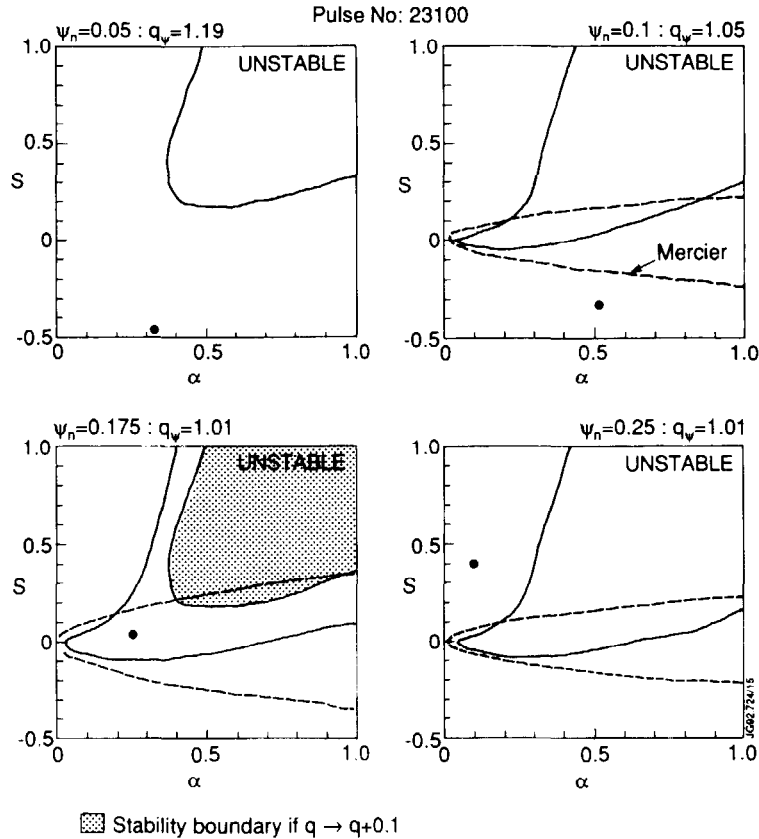 Pulse No: 23100
ψn=0.05 : qψ=1.19
1.0
UNSTABLE
0.5
S
0
-0.5
0
0.5
1.0
α
ψn=0.1 : qψ=1.05
1.0
UNSTABLE
0.5
S
0
Mercier
-0.5
0
0.5
1.0
α
ψn=0.175 : qψ=1.01
1.0
UNSTABLE
0.5
S
0
-0.5
0
0.5
1.0
α
ψn=0.25 : qψ=1.01
1.0
UNSTABLE
0.5
S
0
-0.5
0
0.5
1.0
α
JG92.724/15
Stability boundary if q → q+0.1